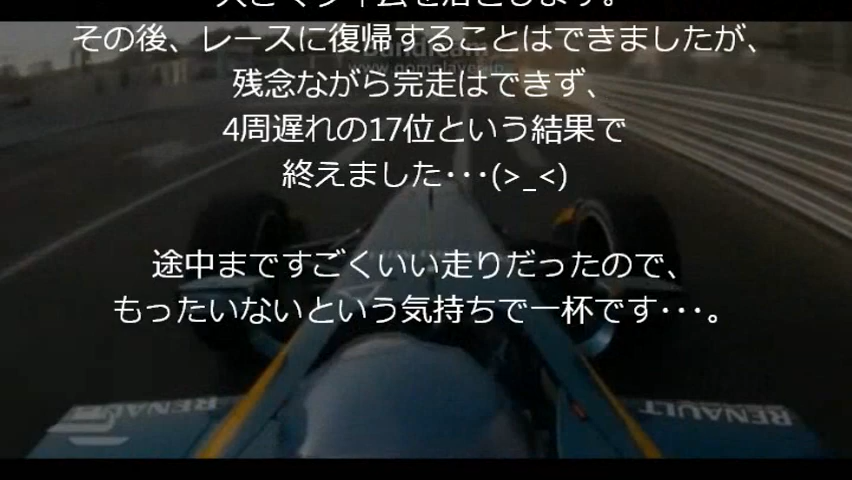 その後、レースに復帰することはできましたが、
残念ながら完走はできず、
4周遅れの17位という結果で
終えました･･･(>_<)
途中まですごくいい走りだったので、
もったいないという気持ちで一杯です･･･。
RENAULT
RENAULT